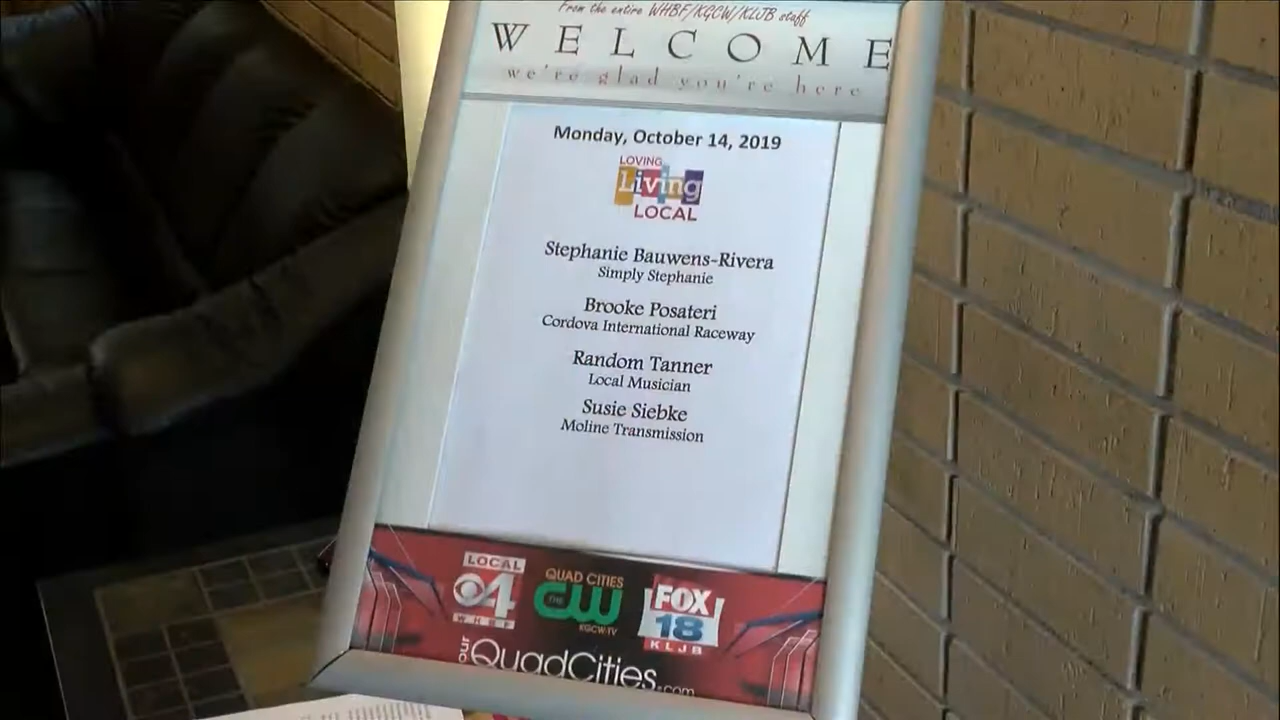 From the entire WHBF/KGCW/KLJB staff
WELCOME
we're glad you're here
Monday, October 14, 2019
LOVING
Living
LOCAL
Stephanie Bauwens-Rivera
Simply Stephanie
Brooke Posateri
Cordova International Raceway
Random Tanner
Local Musician
Susie Siebke
Moline Transmission
LOCAL
4
WHBF
QUAD CITIES
THE CW
KGCW-TV
FOX
18
KLJB
ourQuadCities.com